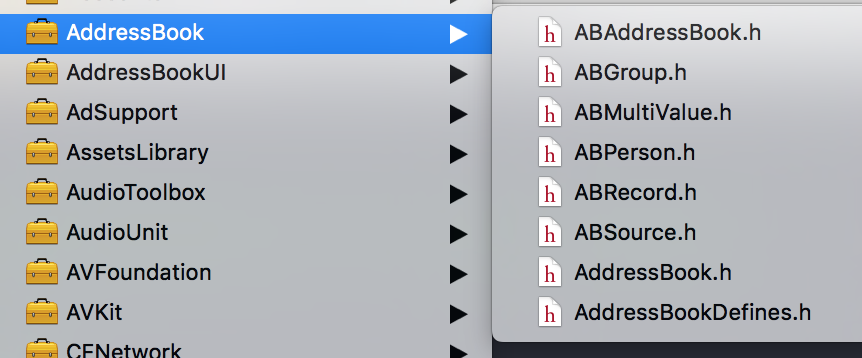 AddressBook
AddressBookUI
AdSupport
AssetsLibrary
AudioToolbox
AudioUnit
AVFoundation
AVKit
CFNetwork
h ABAddressBook.h
h ABGroup.h
h ABMultiValue.h
h ABPerson.h
h ABRecord.h
h ABSource.h
h AddressBook.h
h AddressBookDefines.h